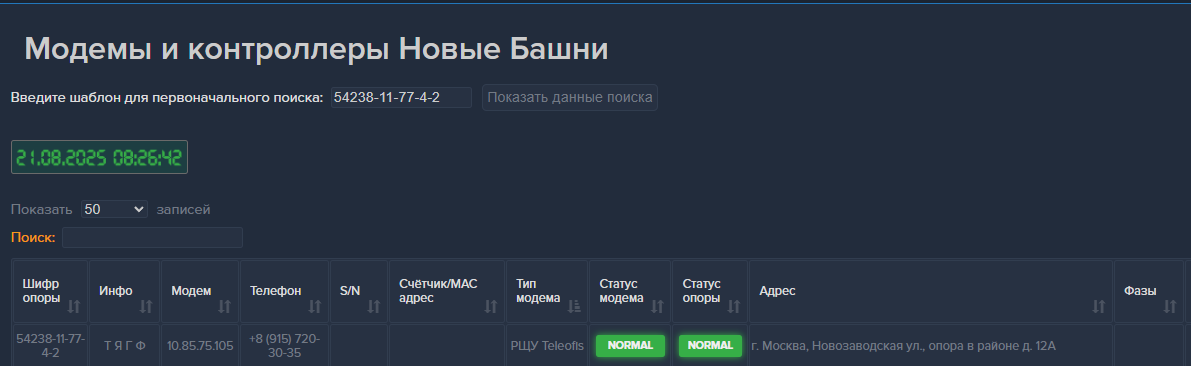 Модемы и контроллеры Новые Башни
Введите шаблон для первоначального поиска: 54238-11-77-4-2 Показать данные поиска
21.08.2025 08:26:42
Показать 50 записей
Поиск:
Шифр опоры Инфо Модем Телефон S/N Счётчик/MAC адрес Тип модема Статус модема Статус опоры Адрес Фазы
54238-11-77-4-2 Т Я Г Ф 10.85.75.105 +8 (915) 720-30-35 РЩУ Teleofis NORMAL NORMAL г. Москва, Новозаводская ул., опора в районе д. 12А